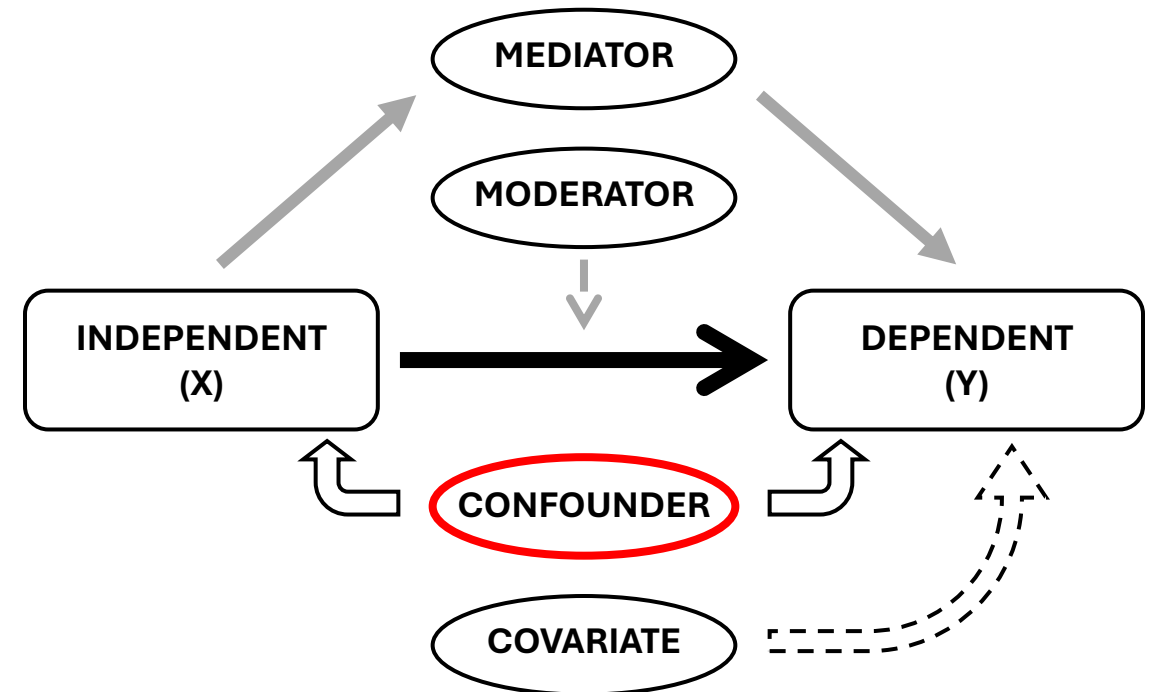 MEDIATOR
MODERATOR
INDEPENDENT
(X)
DEPENDENT
(Y)
CONFOUNDER
COVARIATE